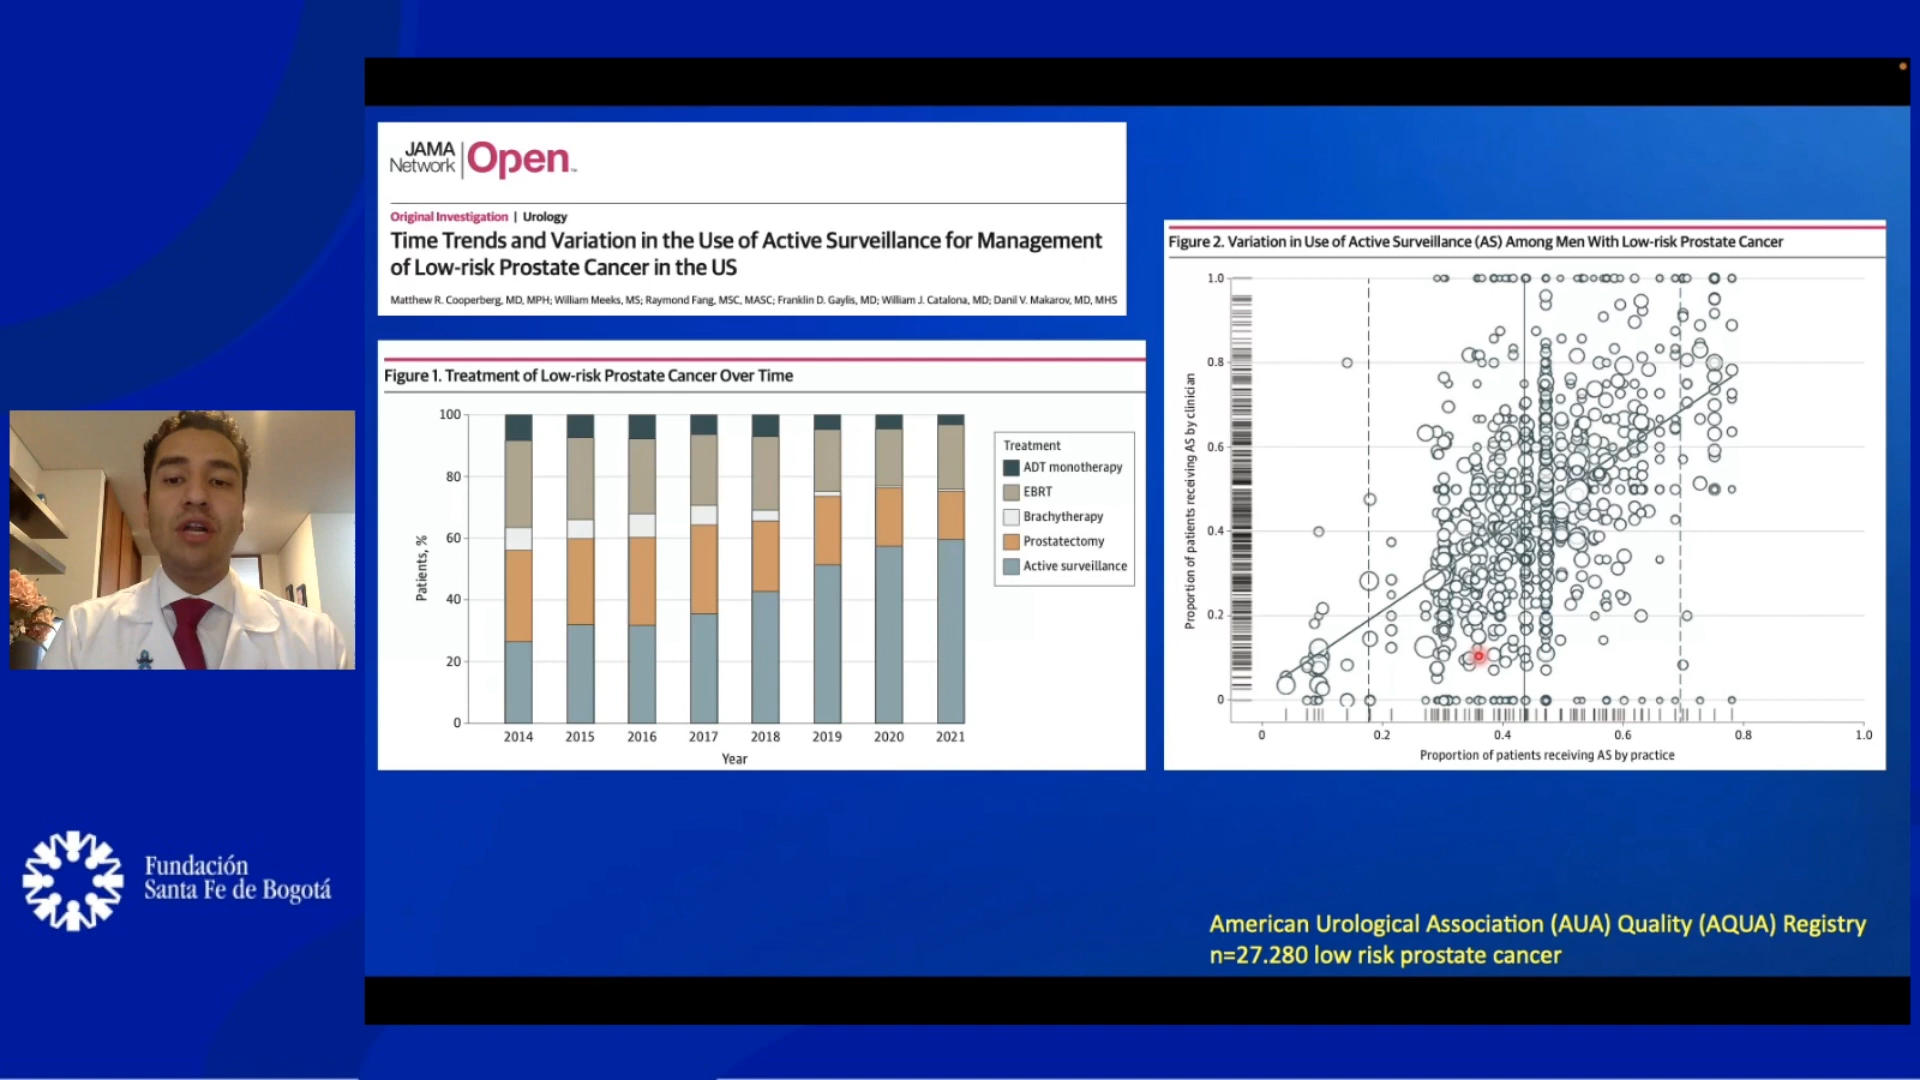 JAMA
Network
Open
Original Investigation | Urology
Time Trends and Variation in the Use of Active Surveillance for Management
of Low-risk Prostate Cancer in the US
Matthew R. Cooperberg, MD, MPH; William Meeks, MS; Raymond Fang, MSC, MASC; Franklin D. Gaylis, MD; William J. Catalona, MD; Danil V. Makarov, MD, MHS
Figure 1. Treatment of Low-risk Prostate Cancer Over Time
100
80
60
40
20
0
Patients, %
2014 2015 2016 2017 2018 2019 2020 2021
Year
Treatment
ADT monotherapy
EBRT
Brachytherapy
Prostatectomy
Active surveillance
Figure 2. Variation in Use of Active Surveillance (AS) Among Men With Low-risk Prostate Cancer
1.0
0.8
0.6
0.4
0.2
0
Proportion of patients receiving AS by clinician
0 0.2 0.4 0.6 0.8 1.0
Proportion of patients receiving AS by practice
American Urological Association (AUA) Quality (AQUA) Registry
n=27.280 low risk prostate cancer
Fundación
Santa Fe de Bogotá